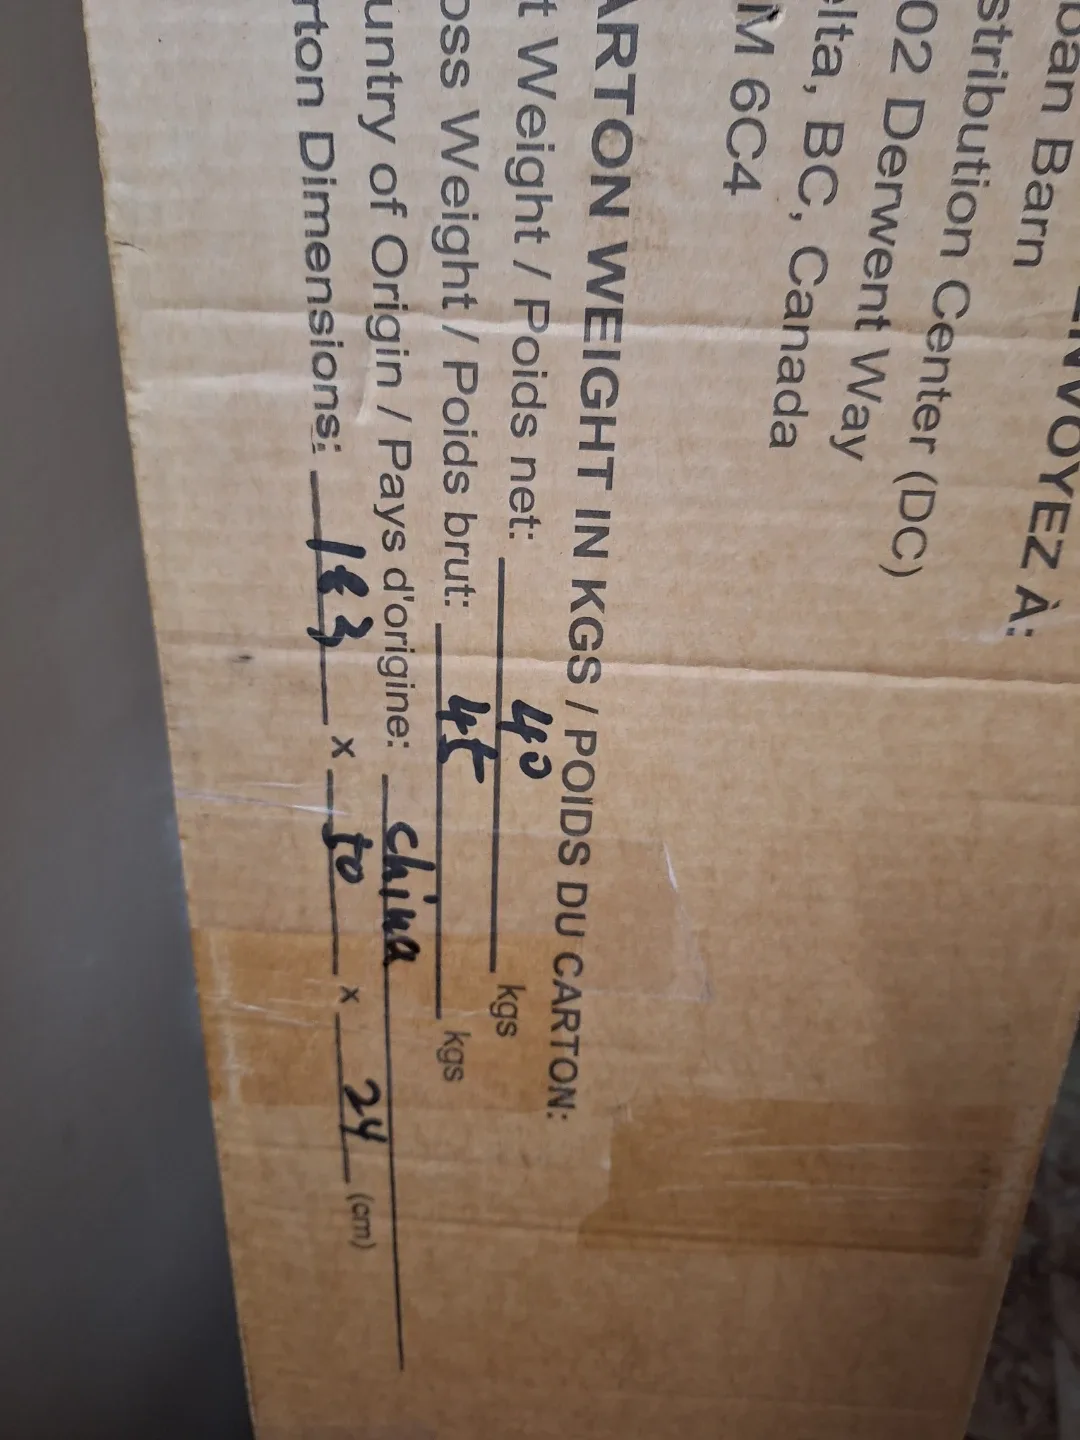 ENVOYEZ À:
ban Barn
stribution Center (DC)
02 Derwent Way
elta, BC, Canada
M 6C4
ARTON WEIGHT IN KGS / POIDS DU CARTON:
t Weight / Poids net: 40 kgs
oss Weight / Poids brut: 45 kgs
untry of Origin / Pays d'origine: china
rton Dimensions: 183 x 50 x 24 (cm)